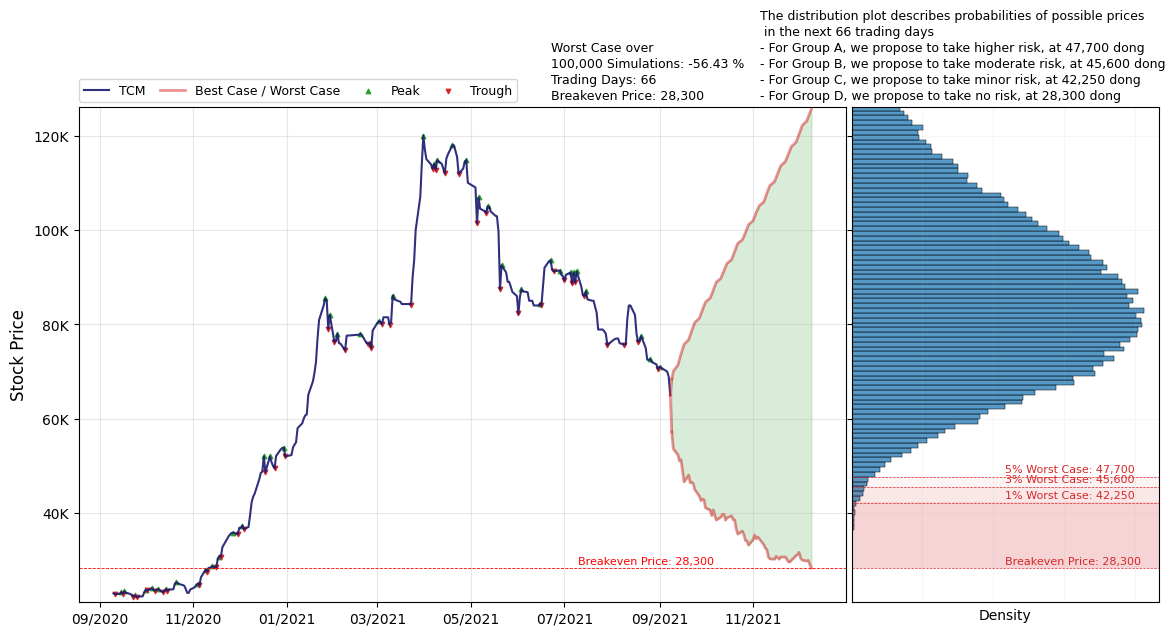 The distribution plot describes probabilities of possible prices
in the next 66 trading days
- For Group A, we propose to take higher risk, at 47,700 dong
- For Group B, we propose to take moderate risk, at 45,600 dong
- For Group C, we propose to take minor risk, at 42,250 dong
- For Group D, we propose to take no risk, at 28,300 dong
Worst Case over
100,000 Simulations: -56.43 %
Trading Days: 66
Breakeven Price: 28,300
TCM Best Case / Worst Case Peak Trough
Stock Price
120K
100K
80K
60K
40K
Breakeven Price: 28,300
09/2020 11/2020 01/2021 03/2021 05/2021 07/2021 09/2021 11/2021
5% Worst Case: 47,700
3% Worst Case: 45,600
1% Worst Case: 42,250
Breakeven Price: 28,300
Density